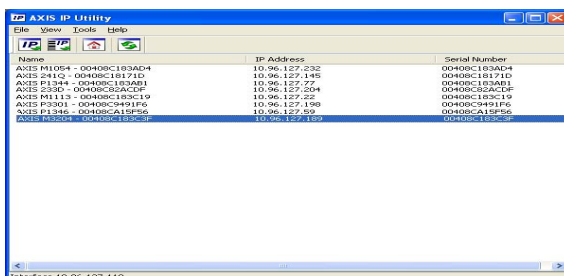 AXIS IP Utility
File View Tools Help
Name IP Address Serial Number
AXIS M1054 - 00408C183AD4 10.96.127.232 00408C183AD4
AXIS 241Q - 00408C18171D 10.96.127.145 00408C18171D
AXIS P1344 - 00408C183AB1 10.96.127.77 00408C183AB1
AXIS 233D - 00408C82ACDF 10.96.127.204 00408C82ACDF
AXIS M1113 - 00408C183C19 10.96.127.22 00408C183C19
AXIS P3301 - 00408C9491F6 10.96.127.198 00408C9491F6
AXIS P1346 - 00408CA15F56 10.96.127.59 00408CA15F56
AXIS M3204 - 00408C183C3F 10.96.127.189 00408C183C3F